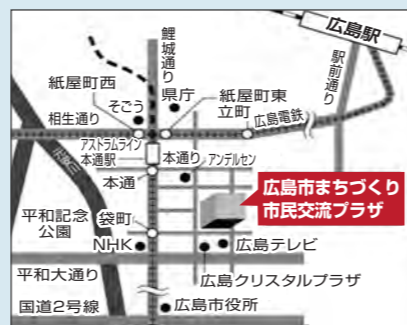 広島駅
鯉城通り
駅前通り
紙屋町西
県庁
紙屋町東
そごう
立町
相生通り
広島電鉄
アストラムライン
本通駅
本通り
アンデルセン
本通
広島市まちづくり
市民交流プラザ
平和記念
公園
袋町
NHK
広島テレビ
平和大通り
広島クリスタルプラザ
国道2号線
広島市役所